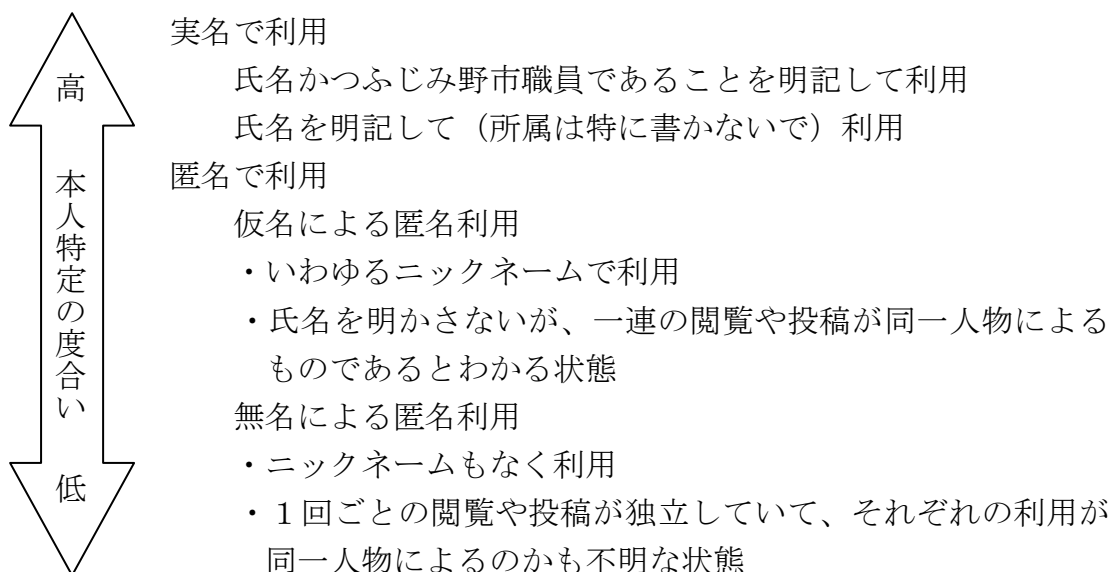 高
本人特定の度合い
低
実名で利用
氏名かつふじみ野市職員であることを明記して利用
氏名を明記して(所属は特に書かないで)利用
匿名で利用
仮名による匿名利用
・いわゆるニックネームで利用
・氏名を明かさないが、一連の閲覧や投稿が同一人物による
ものであるとわかる状態
無名による匿名利用
・ニックネームもなく利用
・1回ごとの閲覧や投稿が独立していて、それぞれの利用が
同一人物によるのかも不明な状態